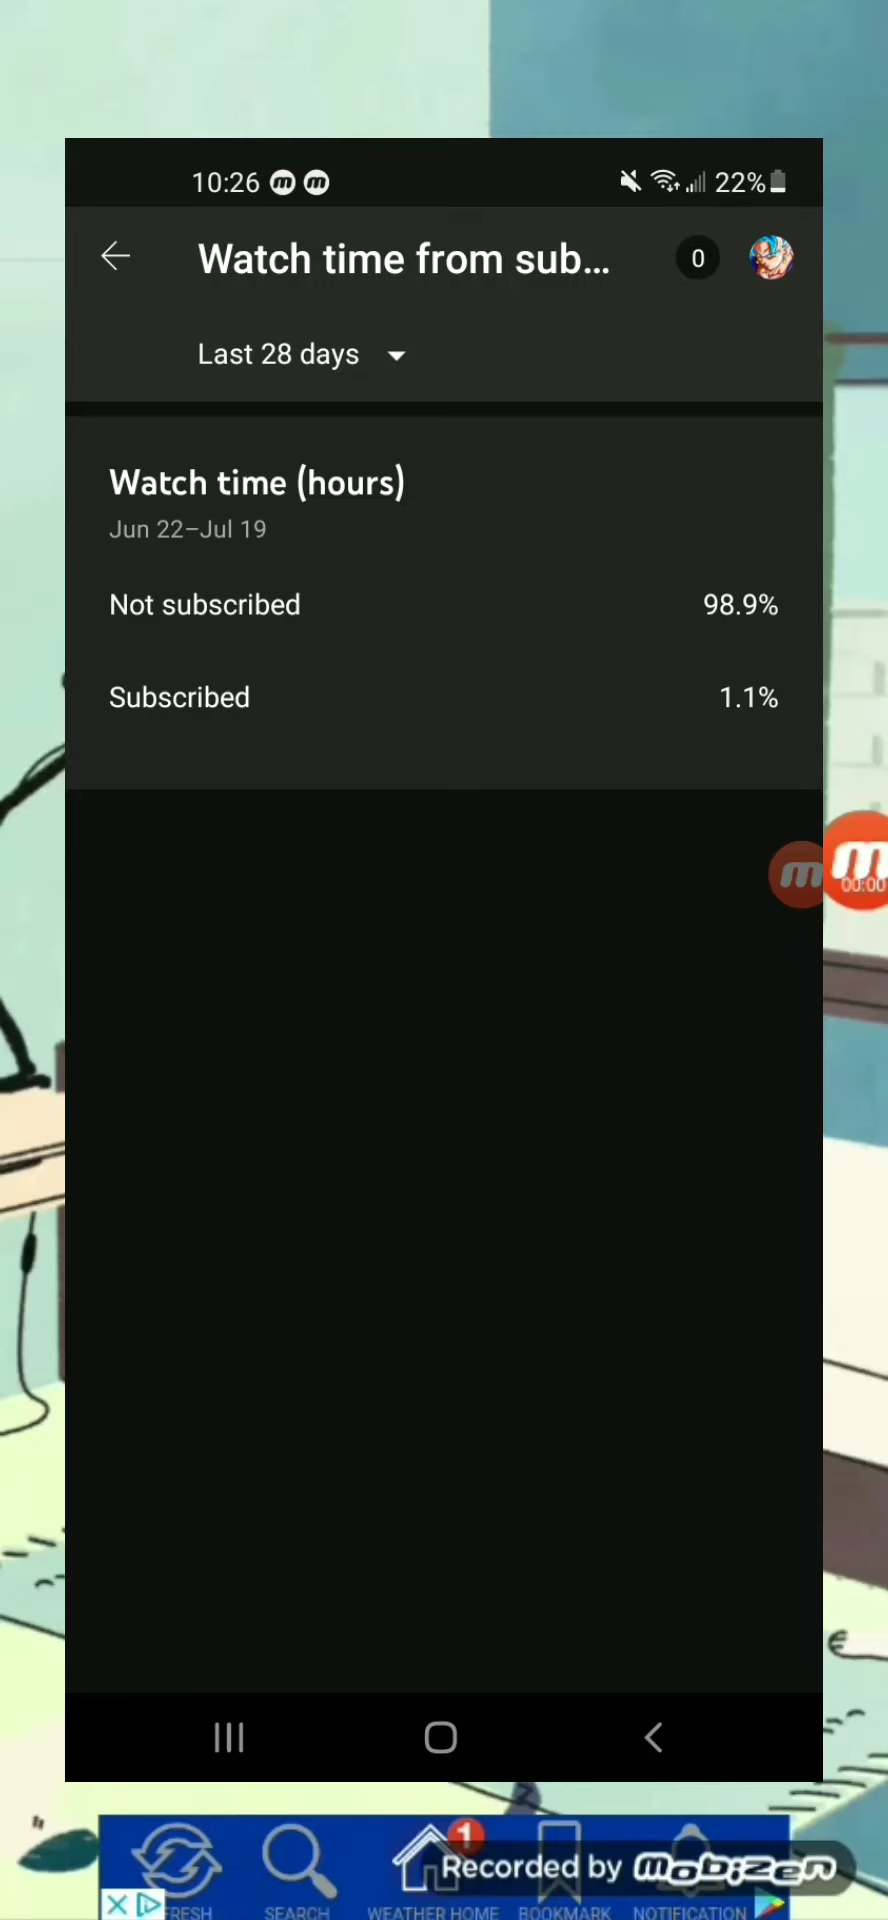 10:26 m m 22%
Watch time from sub... 0
Last 28 days
Watch time (hours)
Jun 22–Jul 19
Not subscribed 98.9%
Subscribed 1.1%
m m
00:00
1
Recorded by mobizen
FRESH SEARCH WEATHER HOME BOOKMARK NOTIFICATION